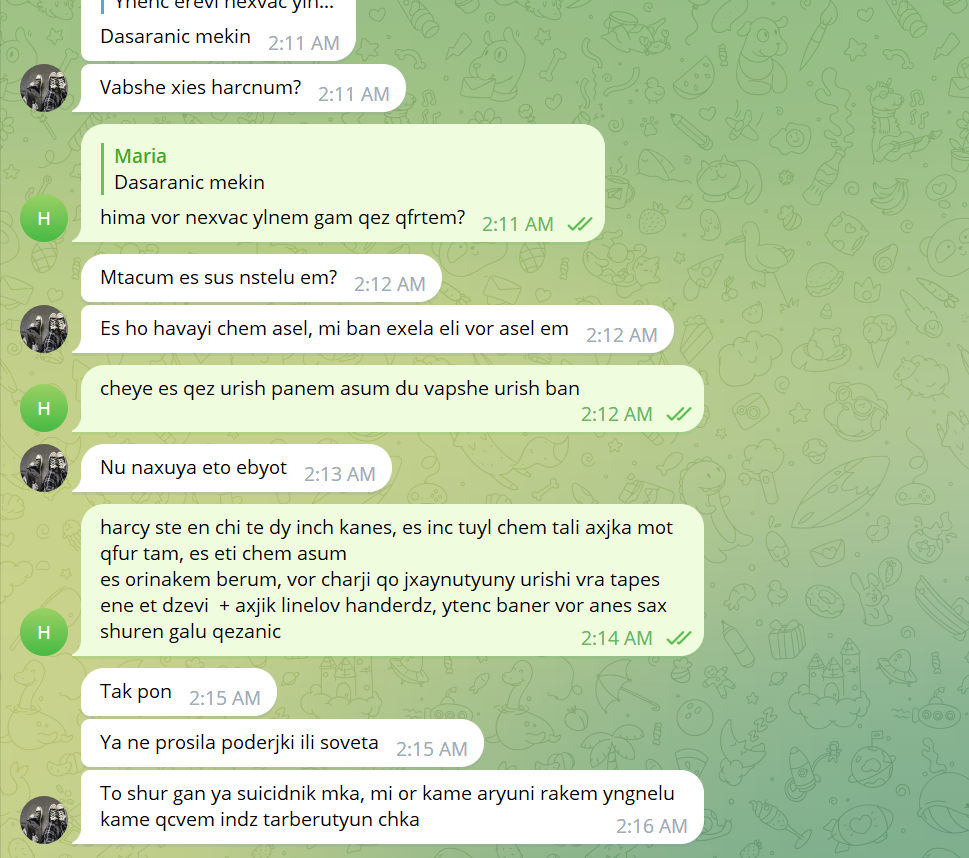 Ynenc erevi nexvac yln...
Dasaranic mekin 2:11 AM
Vabshe xies harcnum? 2:11 AM
Maria
Dasaranic mekin
H
hima vor nexvac ylnem gam qez qfrtem? 2:11 AM
Mtacum es sus nstelu em? 2:12 AM
Es ho havayi chem asel, mi ban exela eli vor asel em 2:12 AM
cheye es qez urish panem asum du vapshe urish ban
H
2:12 AM
Nu naxuya eto ebyot 2:13 AM
harcy ste en chi te dy inch kanes, es inc tuyl chem tali axjka mot
qfur tam, es eti chem asum
es orinakem berum, vor charji qo jxaynutyuny urishi vra tapes
ene et dzevi + axjik linelov handerdz, ytenc baner vor anes sax
H
shuren galu qezanic 2:14 AM
Tak pon 2:15 AM
Ya ne prosila poderjki ili soveta 2:15 AM
To shur gan ya suicidnik mka, mi or kame aryuni rakem yngnelu
kame qcvem indz tarberutyun chka
2:16 AM